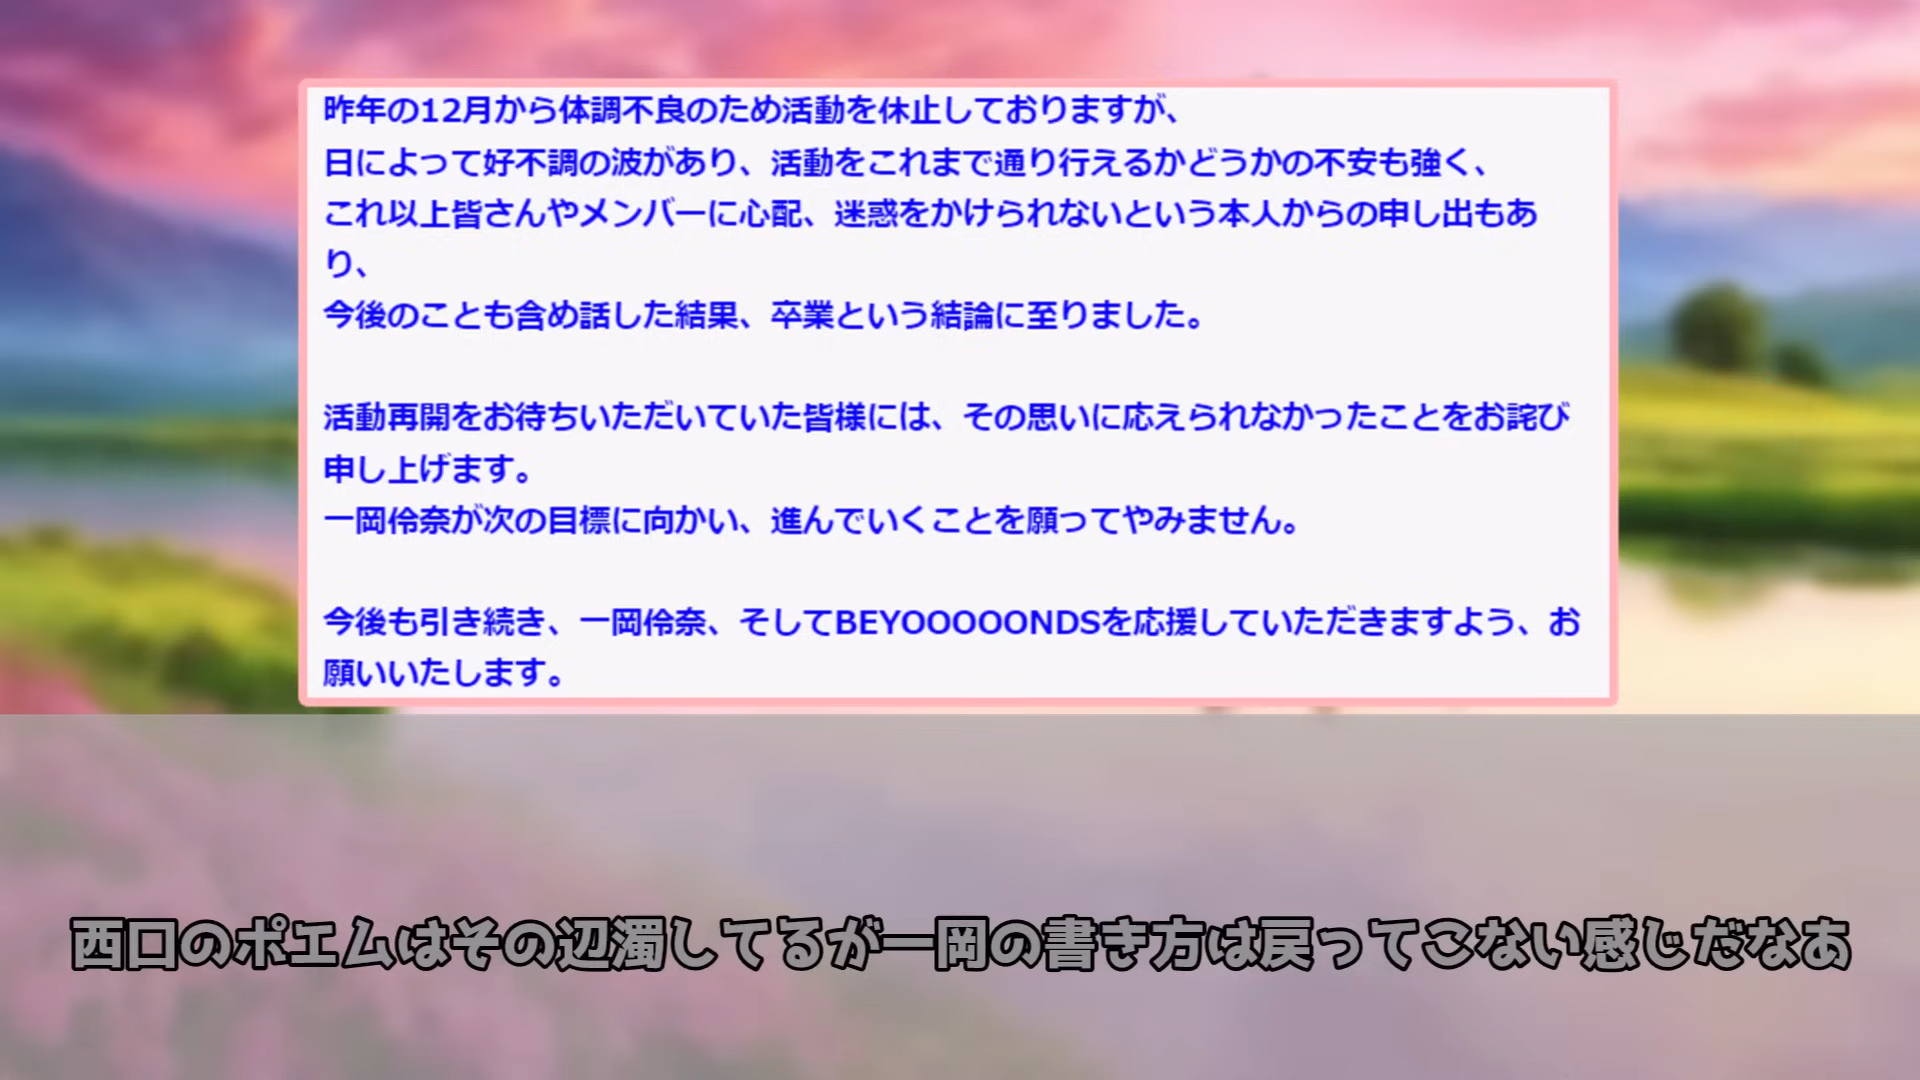 昨年の12月から体調不良のため活動を休止しておりますが、
日によって好不調の波があり、活動をこれまで通り行えるかどうかの不安も強く、
これ以上皆さんやメンバーに心配、迷惑をかけられないという本人からの申し出もあ
り、
今後のことも含め話した結果、卒業という結論に至りました。
活動再開をお待ちいただいていた皆様には、その思いに応えられなかったことをお詫び
申し上げます。
一岡伶奈が次の目標に向かい、進んでいくことを願ってやみません。
今後も引き続き、一岡伶奈、そしてBEYOOOOONDSを応援していただきますよう、お
願いいたします。
西口のポエムはその辺濁してるが一岡の書き方は戻ってこない感じだなあ